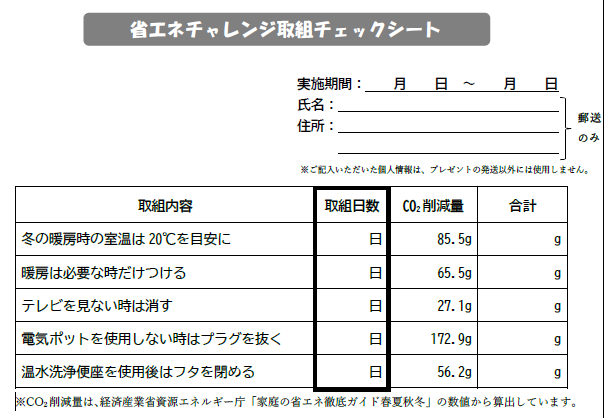 省エネチャレンジ取組チェックシート
実施期間： 月 日 ～ 月 日
氏名：
住所：
郵送
のみ
※ご記入いただいた個人情報は、プレゼントの発送以外には使用しません。
取組内容 取組日数 CO₂削減量 合計
冬の暖房時の室温は20℃を目安に 日 85.5g g
暖房は必要な時だけつける 日 65.5g g
テレビを見ない時は消す 日 27.1g g
電気ポットを使用しない時はプラグを抜く 日 172.9g g
温水洗浄便座を使用後はフタを閉める 日 56.2g g
※CO₂削減量は、経済産業省資源エネルギー庁「家庭の省エネ徹底ガイド春夏秋冬」の数値から算出しています。